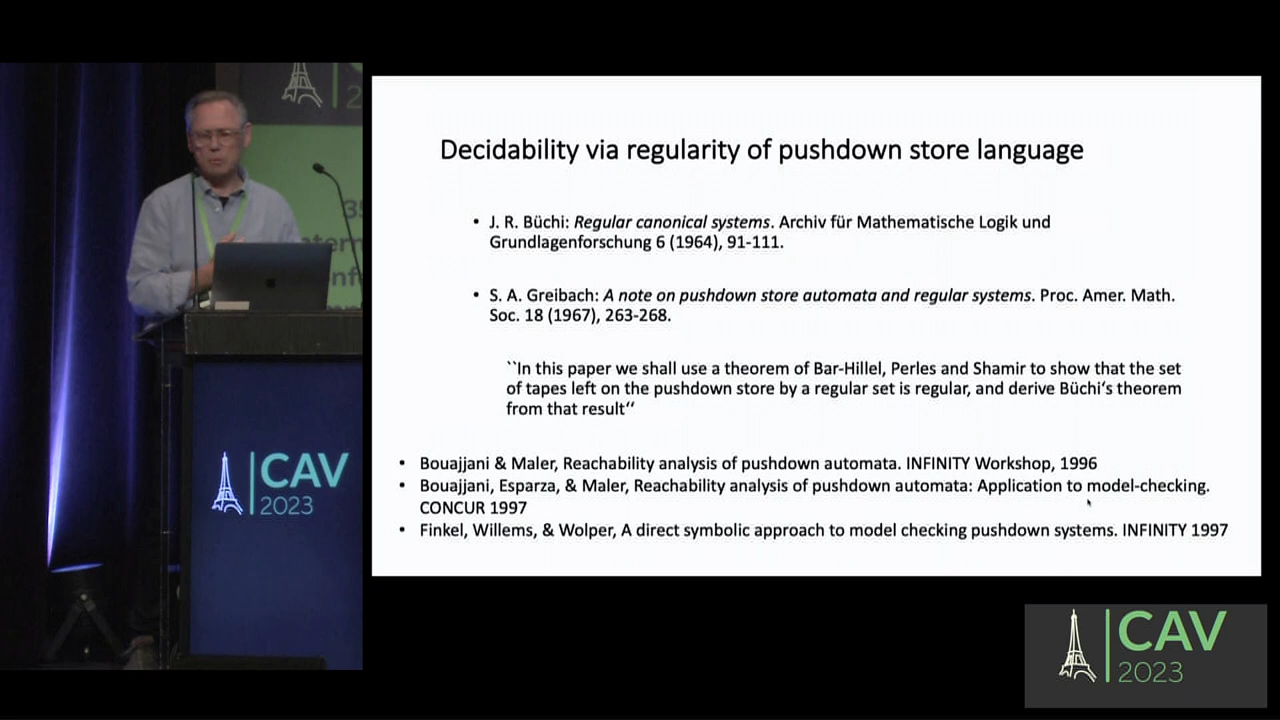 2
35
atern
nf
CAV
2023
Decidability via regularity of pushdown store language
• J. R. Büchi: Regular canonical systems. Archiv für Mathematische Logik und
Grundlagenforschung 6 (1964), 91-111.
• S. A. Greibach: A note on pushdown store automata and regular systems. Proc. Amer. Math.
Soc. 18 (1967), 263-268.
``In this paper we shall use a theorem of Bar-Hillel, Perles and Shamir to show that the set
of tapes left on the pushdown store by a regular set is regular, and derive Büchi‘s theorem
from that result“
• Bouajjani & Maler, Reachability analysis of pushdown automata. INFINITY Workshop, 1996
• Bouajjani, Esparza, & Maler, Reachability analysis of pushdown automata: Application to model-checking.
CONCUR 1997
• Finkel, Willems, & Wolper, A direct symbolic approach to model checking pushdown systems. INFINITY 1997
CAV
2023